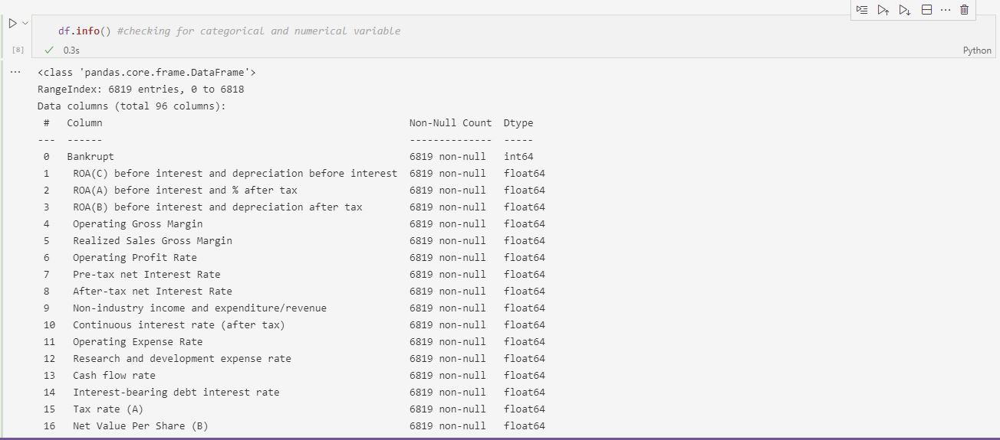 df.info() #checking for categorical and numerical variable
[8] 0.3s Python
... <class 'pandas.core.frame.DataFrame'>
RangeIndex: 6819 entries, 0 to 6818
Data columns (total 96 columns):
 #   Column                                                    Non-Null Count  Dtype
---  ------                                                    --------------  -----
 0   Bankrupt                                                  6819 non-null   int64
 1    ROA(C) before interest and depreciation before interest  6819 non-null   float64
 2    ROA(A) before interest and % after tax                   6819 non-null   float64
 3    ROA(B) before interest and depreciation after tax        6819 non-null   float64
 4    Operating Gross Margin                                   6819 non-null   float64
 5    Realized Sales Gross Margin                              6819 non-null   float64
 6    Operating Profit Rate                                    6819 non-null   float64
 7    Pre-tax net Interest Rate                                6819 non-null   float64
 8    After-tax net Interest Rate                              6819 non-null   float64
 9    Non-industry income and expenditure/revenue              6819 non-null   float64
 10   Continuous interest rate (after tax)                     6819 non-null   float64
 11   Operating Expense Rate                                   6819 non-null   float64
 12   Research and development expense rate                    6819 non-null   float64
 13   Cash flow rate                                           6819 non-null   float64
 14   Interest-bearing debt interest rate                      6819 non-null   float64
 15   Tax rate (A)                                             6819 non-null   float64
 16   Net Value Per Share (B)                                  6819 non-null   float64